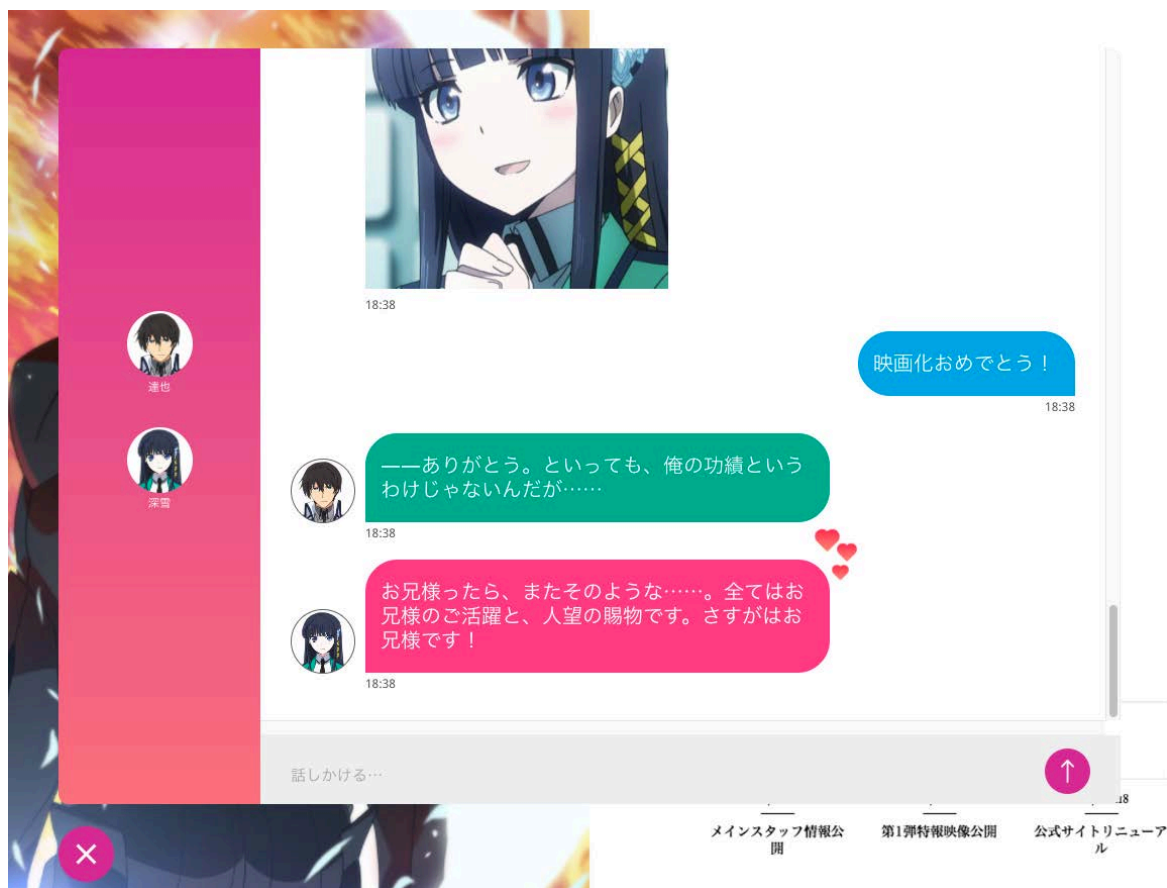 18:38
映画化おめでとう！
18:38
達也
深雪
——ありがとう。といっても、俺の功績という
わけじゃないんだが……
18:38
お兄様ったら、またそのような……。全てはお
兄様のご活躍と、人望の賜物です。さすがはお
兄様です！
18:38
話しかける…
メインスタッフ情報公
開
第1弾特報映像公開
公式サイトリニューア
ル